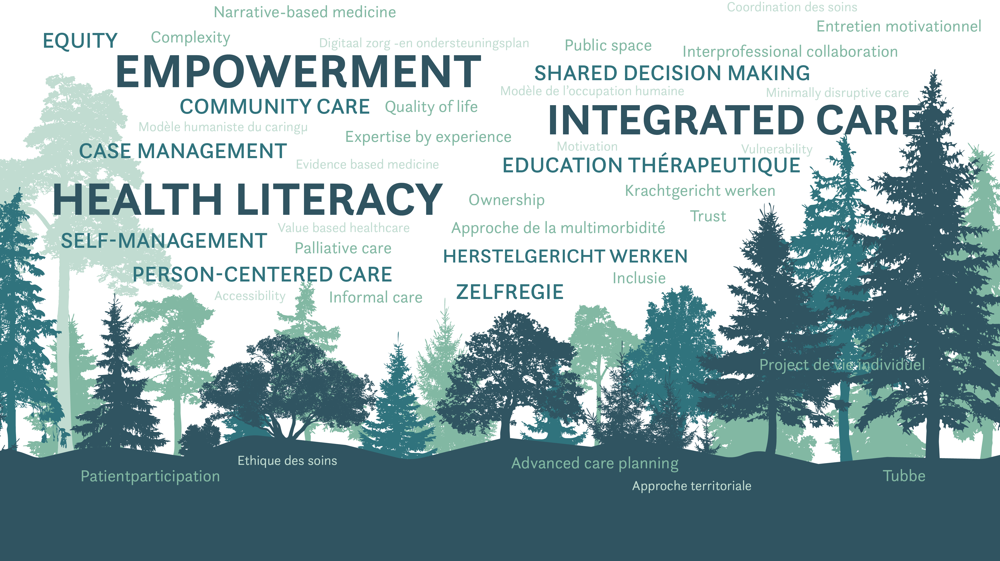 Narrative-based medicine
Coordination des soins
Entretien motivationnel
EQUITY
Complexity
Digitaal zorg -en ondersteuningsplan
Public space
Interprofessional collaboration
EMPOWERMENT
SHARED DECISION MAKING
Modèle de l’occupation humaine
Minimally disruptive care
COMMUNITY CARE
Quality of life
INTEGRATED CARE
Modèle humaniste du caringµ
Expertise by experience
CASE MANAGEMENT
Motivation
Vulnerability
Evidence based medicine
EDUCATION THÉRAPEUTIQUE
HEALTH LITERACY
Ownership
Krachtgericht werken
Trust
Value based healthcare
Approche de la multimorbidité
SELF-MANAGEMENT
Palliative care
HERSTELGERICHT WERKEN
PERSON-CENTERED CARE
Inclusie
Accessibility
Informal care
ZELFREGIE
Project de vie individuel
Ethique des soins
Advanced care planning
Patientparticipation
Approche territoriale
Tubbe